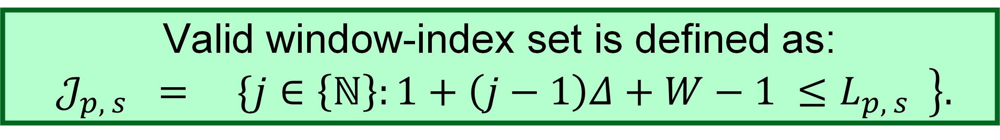 Valid window-index set is defined as:
𝒥p, s = {j ∈ {ℕ}: 1 + (j − 1)Δ + W − 1 ≤ Lp, s }.